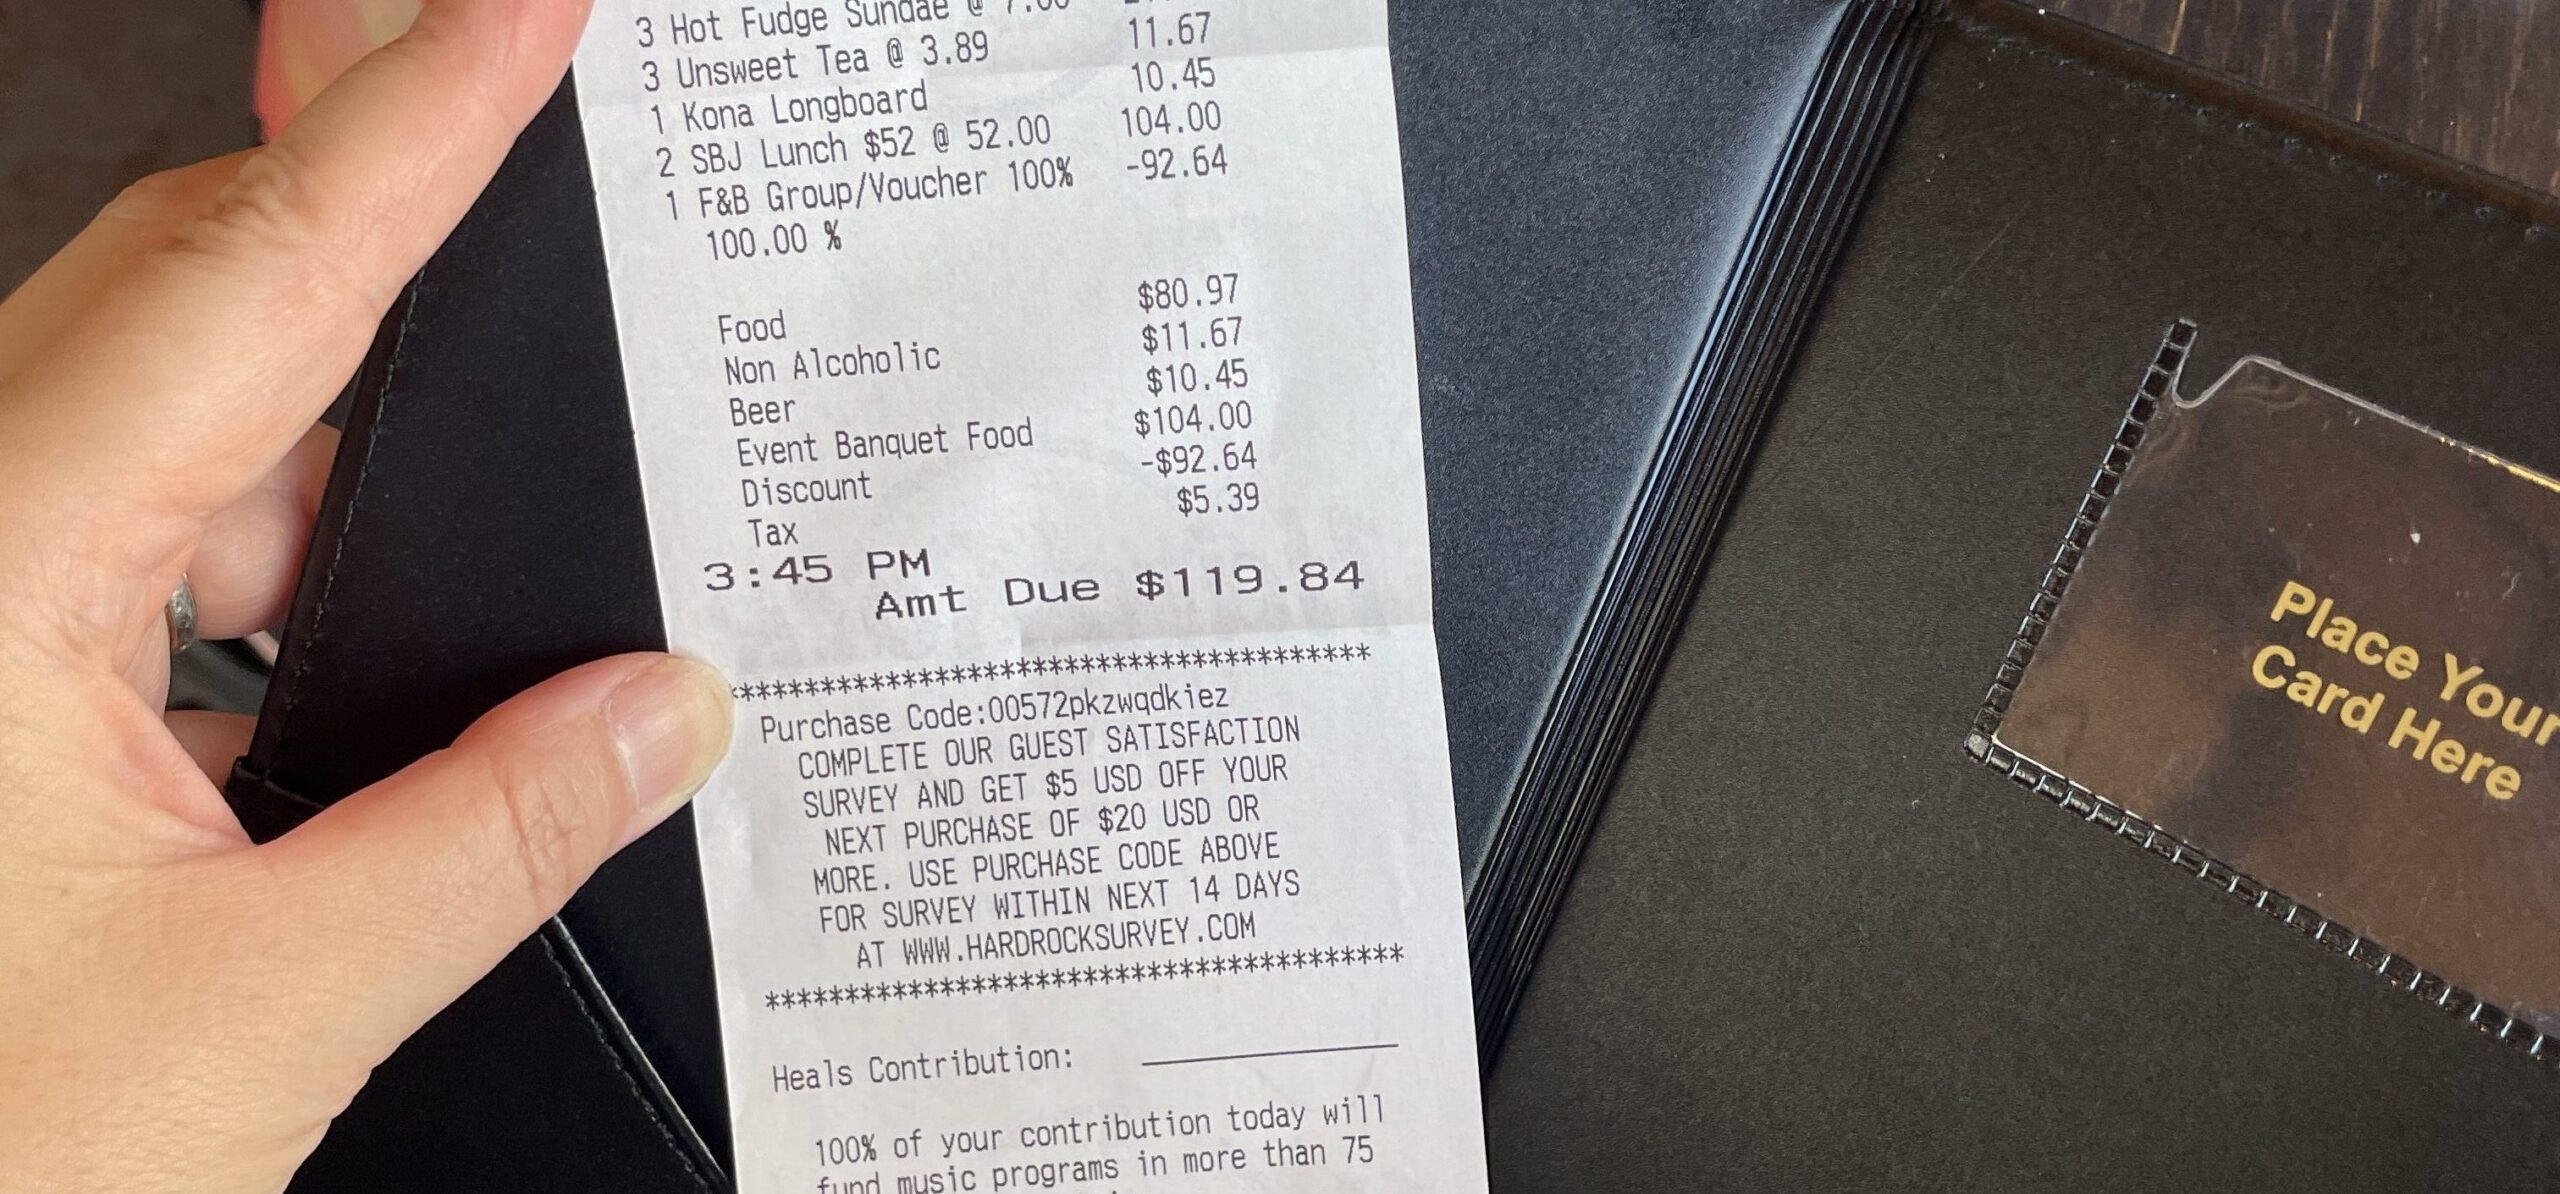 3 Hot Fudge Sundae @
3 Unsweet Tea @ 3.89 11.67
1 Kona Longboard 10.45
2 SBJ Lunch $52 @ 52.00 104.00
1 F&B Group/Voucher 100% -92.64
100.00 %
Food $80.97
Non Alcoholic $11.67
Beer $10.45
Event Banquet Food $104.00
Discount -$92.64
Tax $5.39
3:45 PM
Amt Due $119.84
**********************************
Purchase Code:00572pkzwqdkiez
COMPLETE OUR GUEST SATISFACTION
SURVEY AND GET $5 USD OFF YOUR
NEXT PURCHASE OF $20 USD OR
MORE. USE PURCHASE CODE ABOVE
FOR SURVEY WITHIN NEXT 14 DAYS
AT WWW.HARDROCKSURVEY.COM
**********************************
Heals Contribution:
100% of your contribution today will
fund music programs in more than 75
Place Your
Card Here